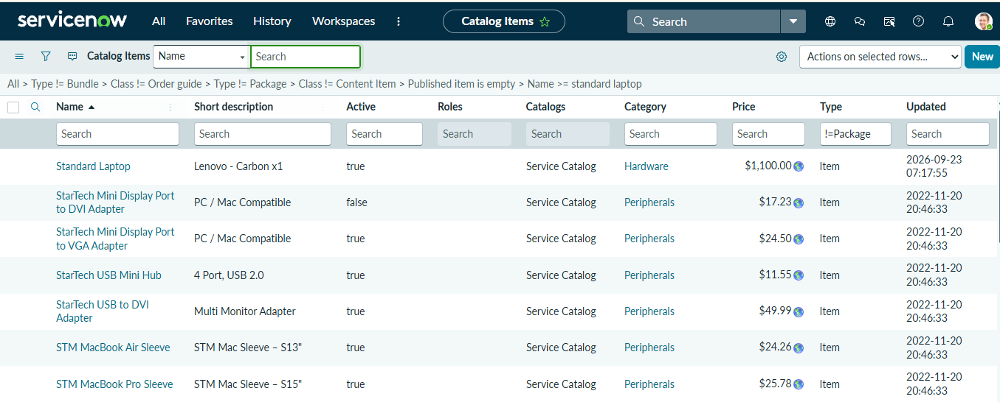 servicenow All Favorites History Workspaces Catalog Items Search
Catalog Items Name Search Actions on selected rows... New
All > Type != Bundle > Class != Order guide > Type != Package > Class != Content Item > Published item is empty > Name >= standard laptop
Name Short description Active Roles Catalogs Category Price Type Updated
Search Search Search Search Search Search Search !=Package Search
Standard Laptop Lenovo - Carbon x1 true Service Catalog Hardware $1,100.00 Item 2026-09-23
07:17:55
StarTech Mini Display Port
to DVI Adapter PC / Mac Compatible false Service Catalog Peripherals $17.23 Item 2022-11-20
20:46:33
StarTech Mini Display Port
to VGA Adapter PC / Mac Compatible true Service Catalog Peripherals $24.50 Item 2022-11-20
20:46:33
StarTech USB Mini Hub 4 Port, USB 2.0 true Service Catalog Peripherals $11.55 Item 2022-11-20
20:46:33
StarTech USB to DVI
Adapter Multi Monitor Adapter true Service Catalog Peripherals $49.99 Item 2022-11-20
20:46:33
STM MacBook Air Sleeve STM Mac Sleeve – S13" true Service Catalog Peripherals $24.26 Item 2022-11-20
20:46:33
STM MacBook Pro Sleeve STM Mac Sleeve – S15" true Service Catalog Peripherals $25.78 Item 2022-11-20
20:46:33